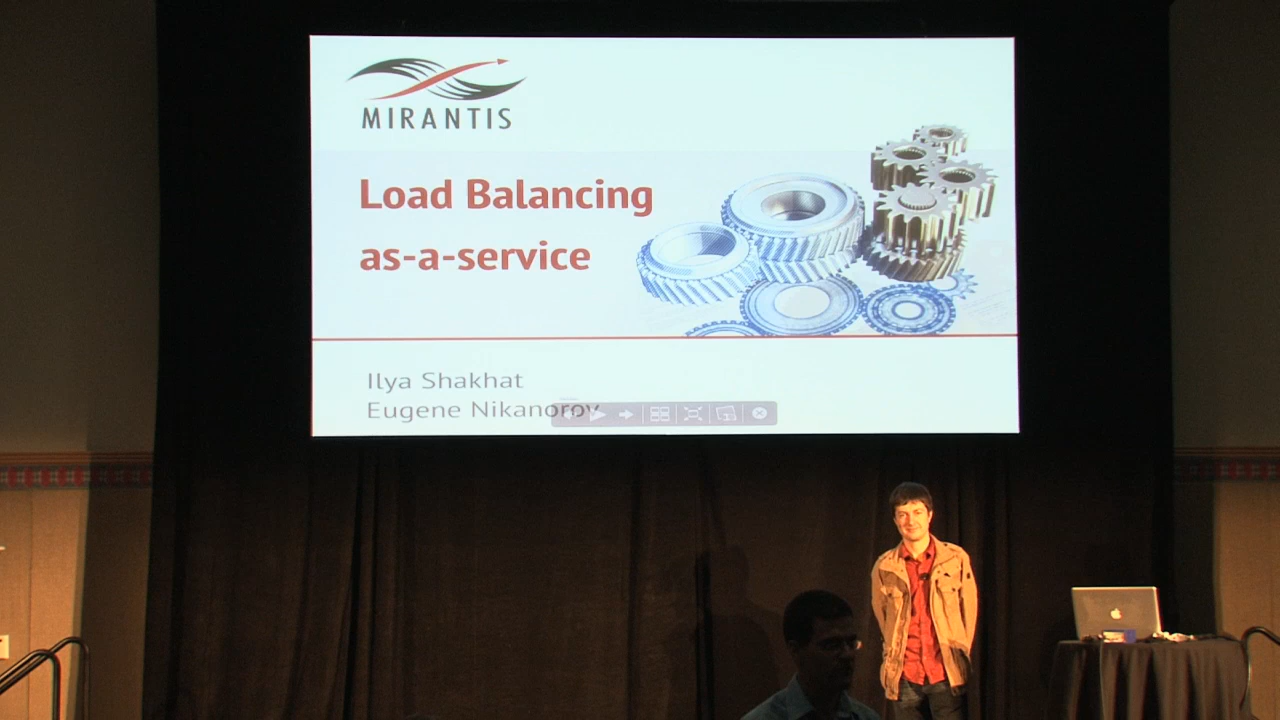 MIRANTIS
Load Balancing
as-a-service
Ilya Shakhat
Eugene Nikanorov